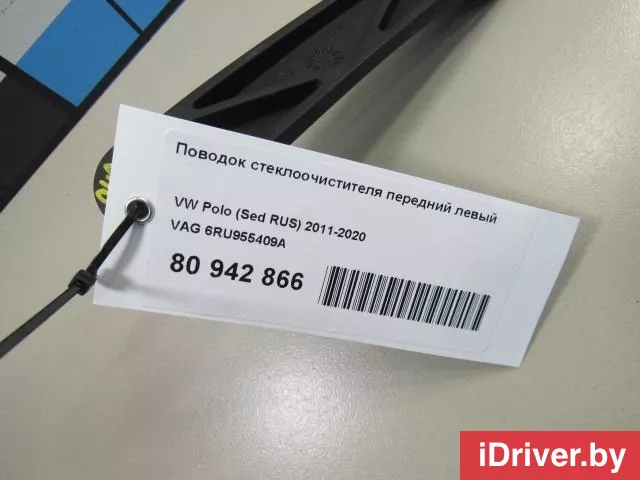 Поводок стеклоочистителя передний левый
VW Polo (Sed RUS) 2011-2020
VAG 6RU955409A
80 942 866
iDriver.by